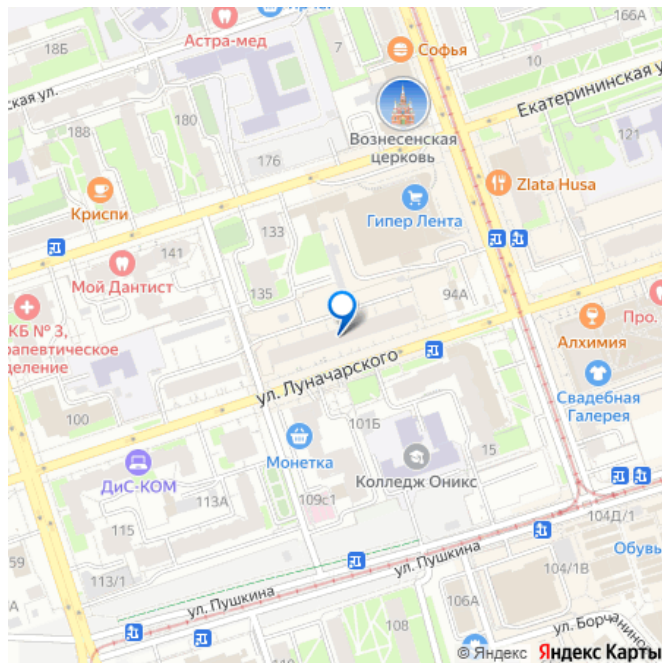 166А
18Б
Астра-мед
7
Софья
10
Екатерининская у
ская ул.
180
188
121
Вознесенская
церковь
176
Zlata Husa
Криспи
Гипер Лента
133
141
Мой Дантист
135
94А
КБ № 3,
рапевтическое
деление
Про.
Алхимия
ул. Луначарского
Свадебная
Галерея
100
101Б
Монетка
15
Колледж Оникс
ДиС-КОМ
113А
109с1
115
104Д/1
Обувь
59
ул. Пушкина
113/1
104/1В
ул. Пушкина
106А
108
ул. Борчанино
© Яндекс Яндекс Карты